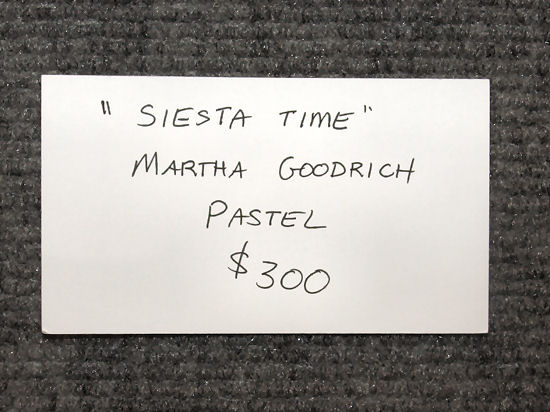 "SIESTA TIME"
MARTHA GOODRICH
PASTEL
$300